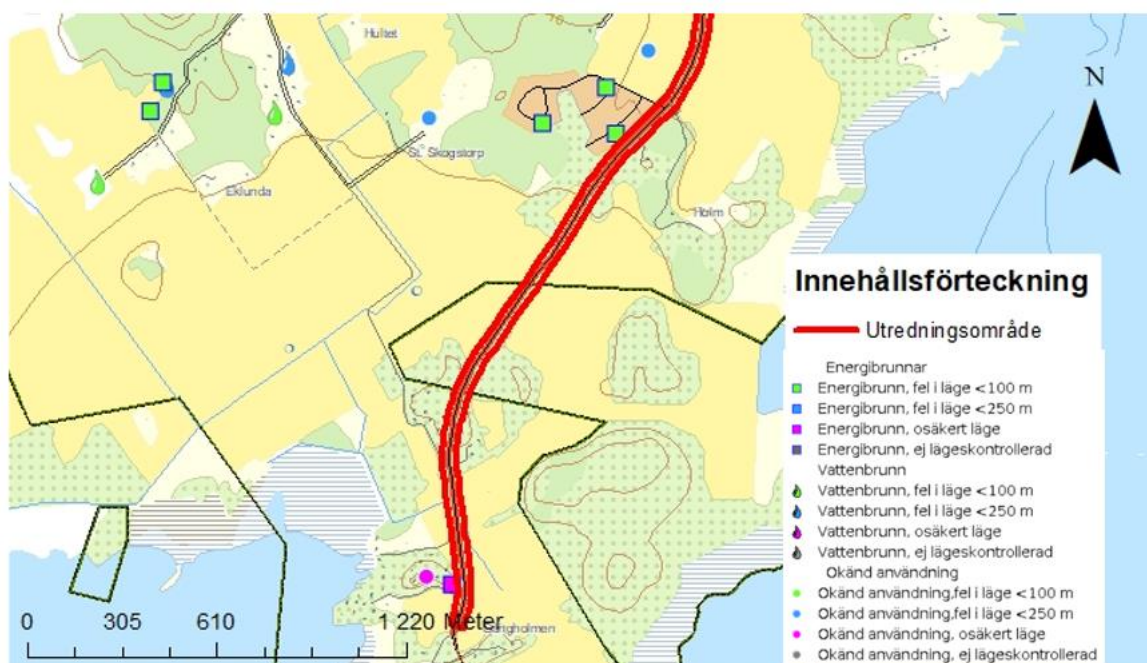 Hultet
10
N
St. Skogstorp
Eklunda
Holm
Innehållsförteckning
Utredningsområde
Energibrunnar
Energibrunn, fel i läge <100 m
Energibrunn, fel i läge <250 m
Energibrunn, osäkert läge
Energibrunn, ej lägeskontrollerad
Vattenbrunn
Vattenbrunn, fel i läge <100 m
Vattenbrunn, fel i läge <250 m
Vattenbrunn, osäkert läge
Vattenbrunn, ej lägeskontrollerad
Okänd användning
Okänd användning,fel i läge <100 m
Okänd användning,fel i läge <250 m
Okänd användning, osäkert läge
Okänd användning, ej lägeskontrollerad
0 305 610 1 220 Meter